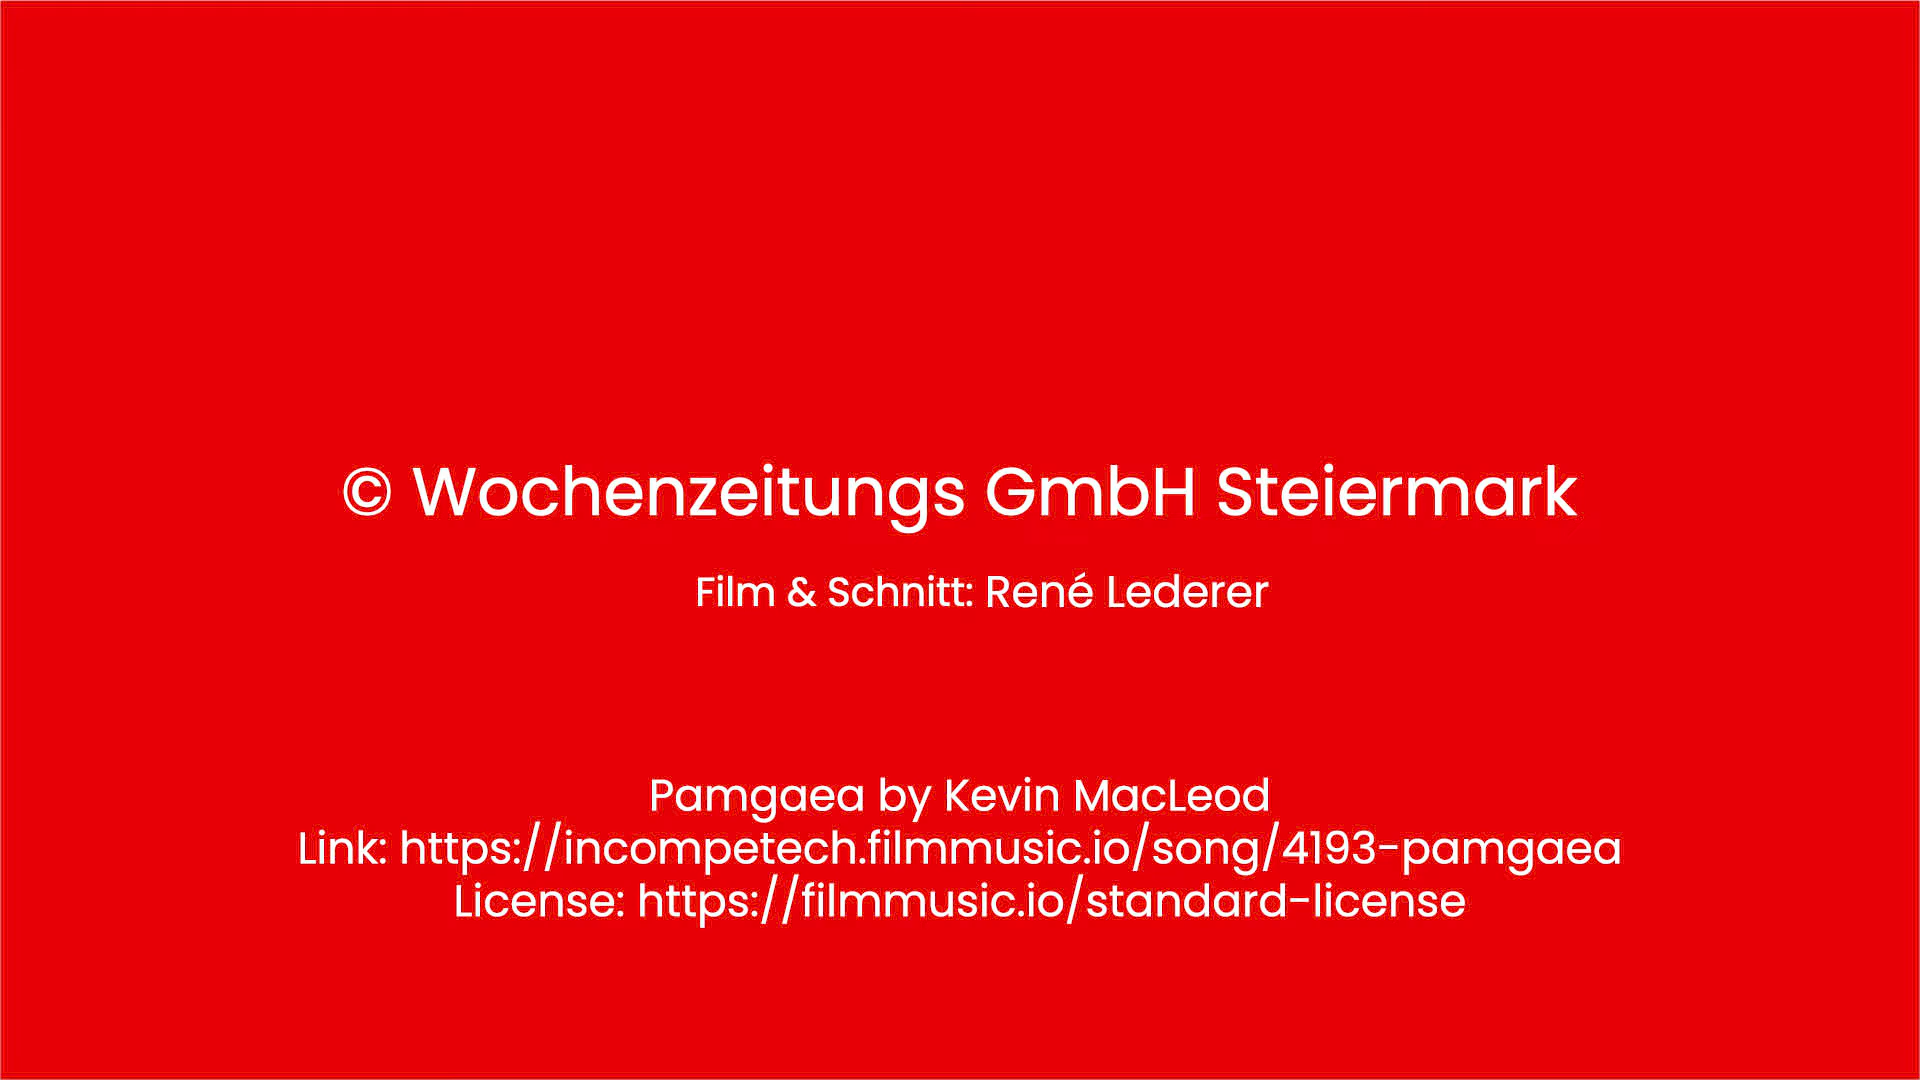 © Wochenzeitungs GmbH Steiermark
Film & Schnitt: René Lederer
Pamgaea by Kevin MacLeod
Link: https://incompetech.filmmusic.io/song/4193-pamgaea
License: https://filmmusic.io/standard-license